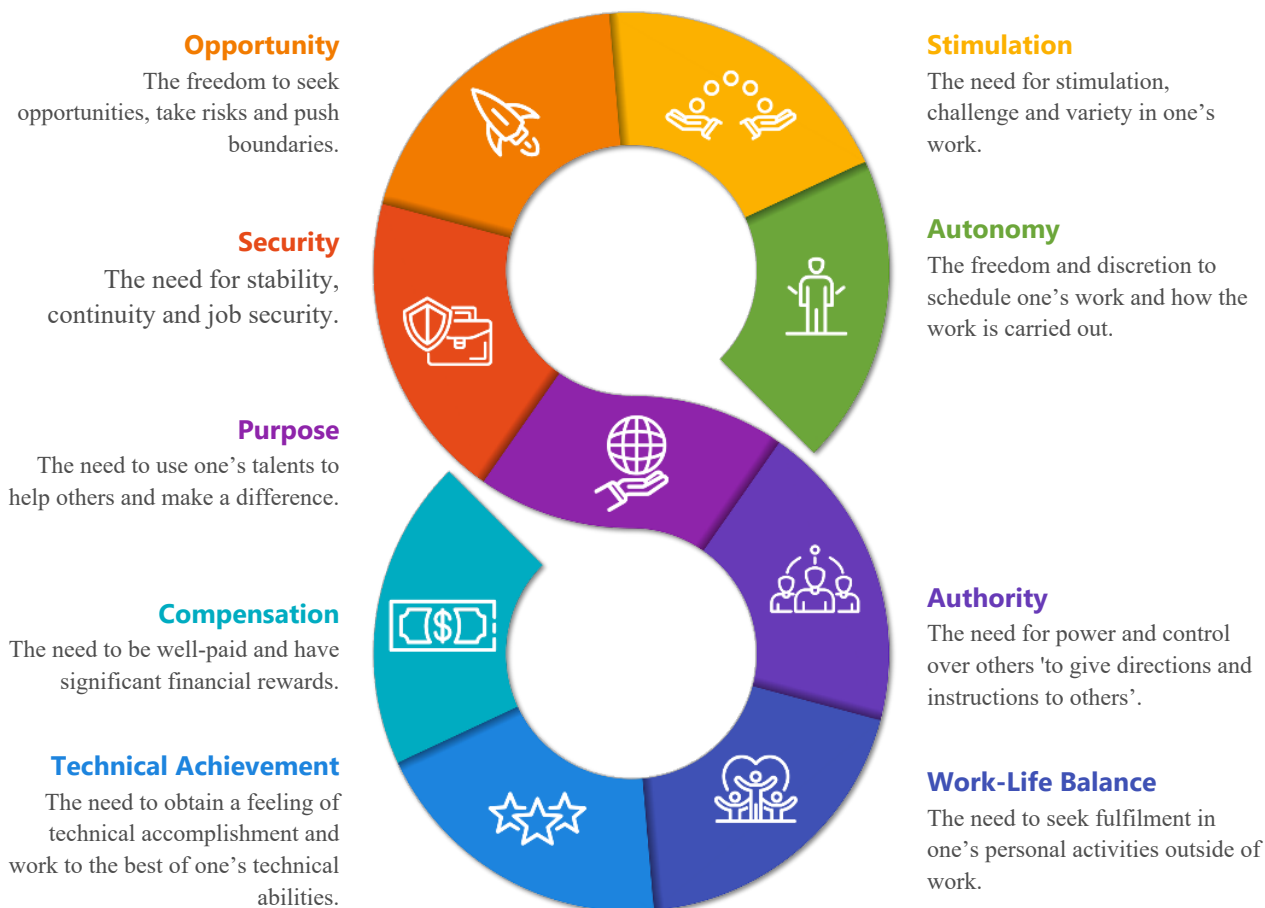 Opportunity
The freedom to seek
opportunities, take risks and push
boundaries.
Stimulation
The need for stimulation,
challenge and variety in one’s
work.
Security
The need for stability,
continuity and job security.
Autonomy
The freedom and discretion to
schedule one’s work and how the
work is carried out.
Purpose
The need to use one’s talents to
help others and make a difference.
Compensation
The need to be well-paid and have
significant financial rewards.
$
Authority
The need for power and control
over others 'to give directions and
instructions to others’.
Technical Achievement
The need to obtain a feeling of
technical accomplishment and
work to the best of one’s technical
abilities.
Work-Life Balance
The need to seek fulfilment in
one’s personal activities outside of
work.